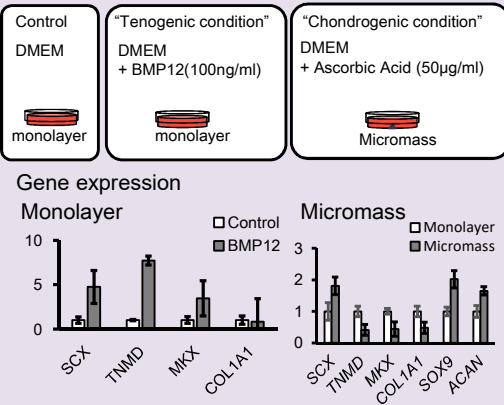 Control
DMEM
monolayer
“Tenogenic condition”
DMEM
+ BMP12(100ng/ml)
monolayer
“Chondrogenic condition”
DMEM
+ Ascorbic Acid (50µg/ml)
Micromass
Gene expression
Monolayer
Control
BMP12
10
5
0
SCX
TNMD
MKX
COL1A1
Micromass
Monolayer
Micromass
3
2
1
0
SCX
TNMD
MKX
COL1A1
SOX9
ACAN